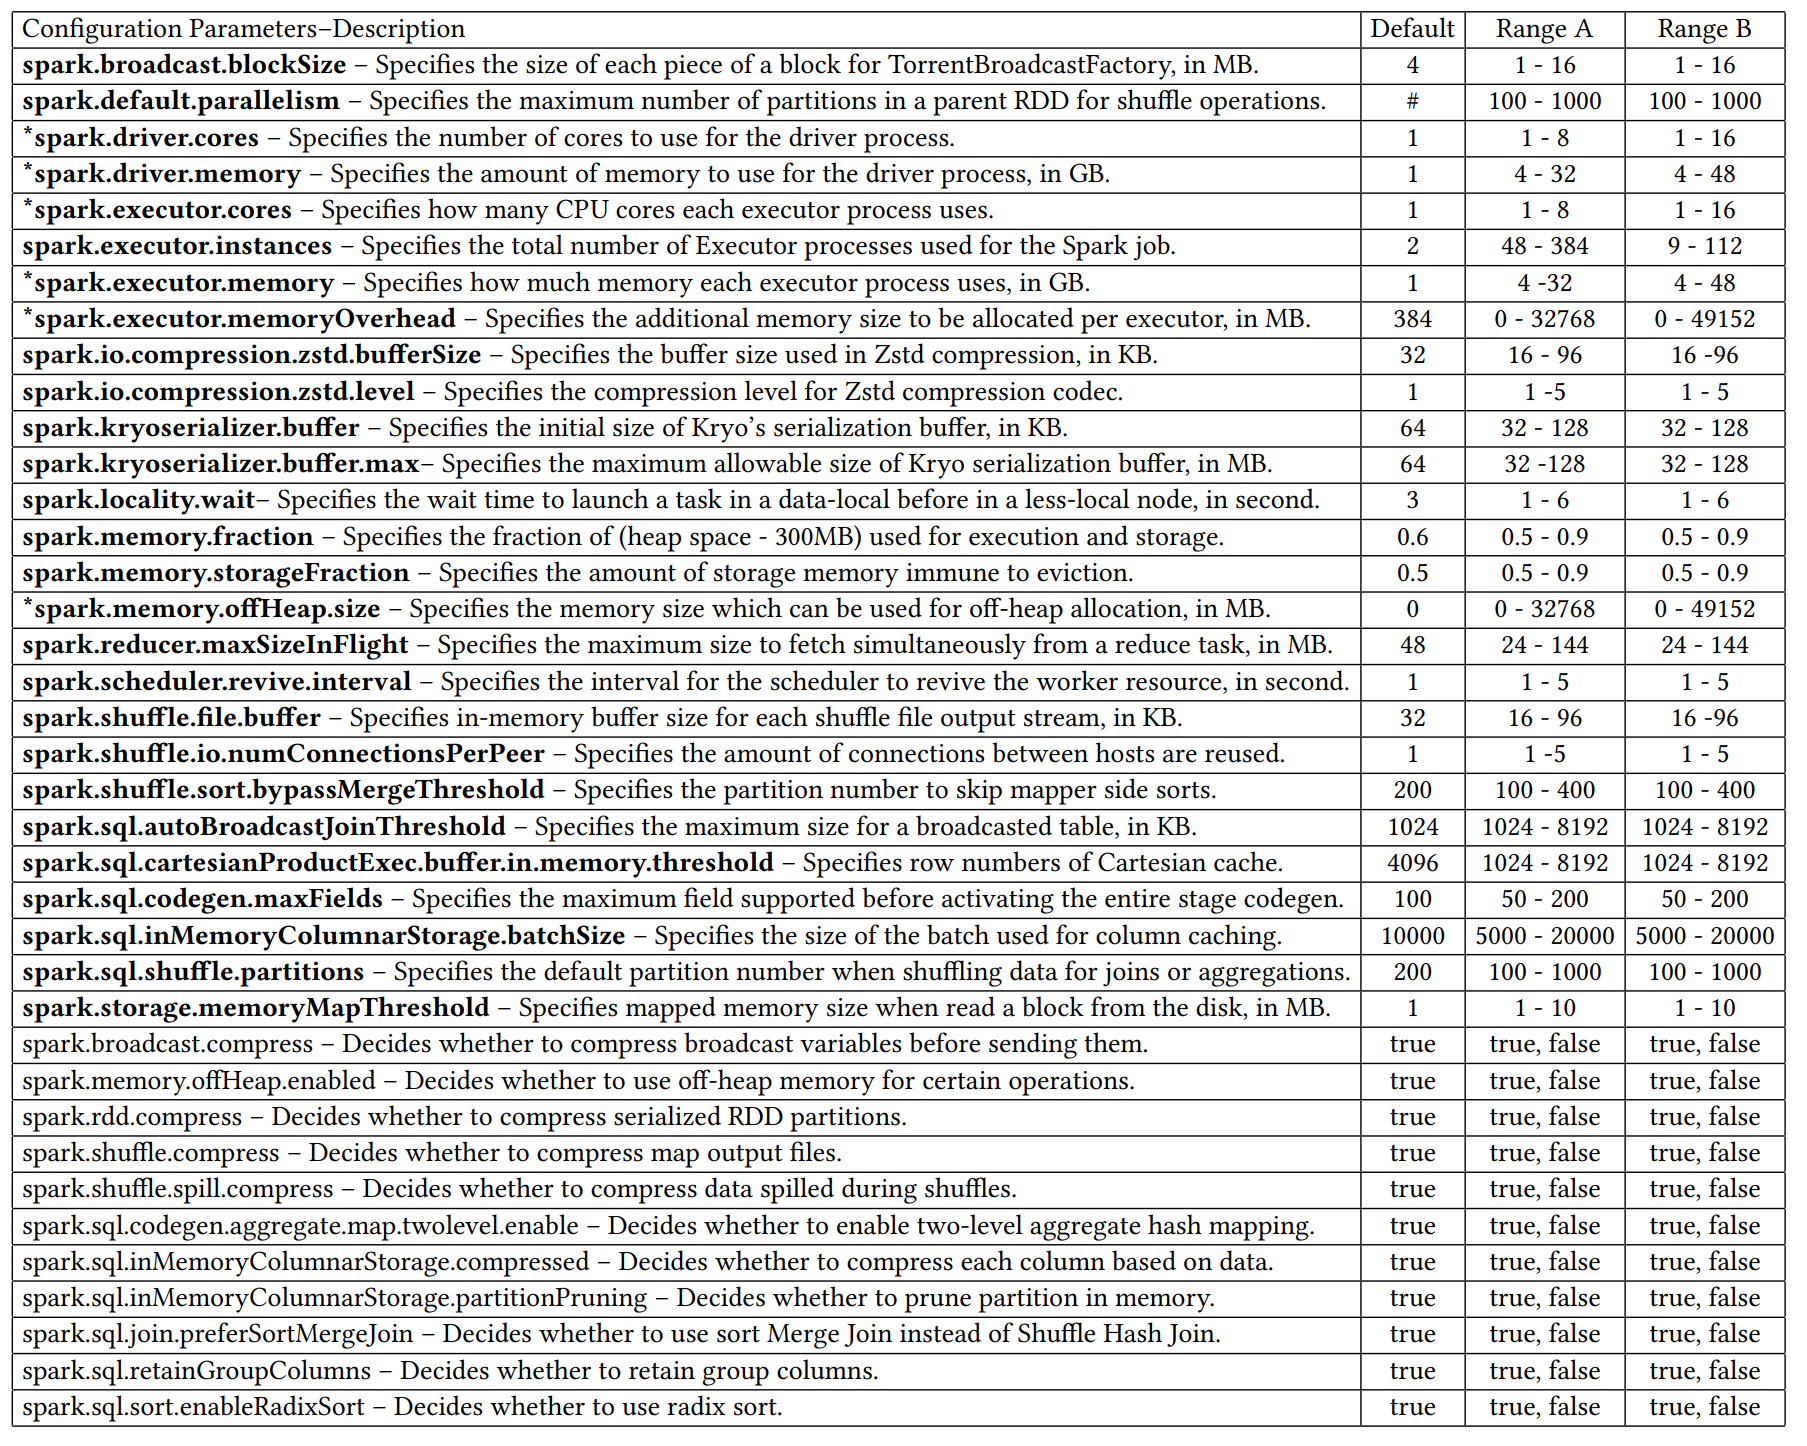 Configuration Parameters–Description Default Range A Range B
spark.broadcast.blockSize – Specifies the size of each piece of a block for TorrentBroadcastFactory, in MB. 4 1 - 16 1 - 16
spark.default.parallelism – Specifies the maximum number of partitions in a parent RDD for shuffle operations. # 100 - 1000 100 - 1000
*spark.driver.cores – Specifies the number of cores to use for the driver process. 1 1 - 8 1 - 16
*spark.driver.memory – Specifies the amount of memory to use for the driver process, in GB. 1 4 - 32 4 - 48
*spark.executor.cores – Specifies how many CPU cores each executor process uses. 1 1 - 8 1 - 16
spark.executor.instances – Specifies the total number of Executor processes used for the Spark job. 2 48 - 384 9 - 112
*spark.executor.memory – Specifies how much memory each executor process uses, in GB. 1 4 -32 4 - 48
*spark.executor.memoryOverhead – Specifies the additional memory size to be allocated per executor, in MB. 384 0 - 32768 0 - 49152
spark.io.compression.zstd.bufferSize – Specifies the buffer size used in Zstd compression, in KB. 32 16 - 96 16 -96
spark.io.compression.zstd.level – Specifies the compression level for Zstd compression codec. 1 1 -5 1 - 5
spark.kryoserializer.buffer – Specifies the initial size of Kryo's serialization buffer, in KB. 64 32 - 128 32 - 128
spark.kryoserializer.buffer.max– Specifies the maximum allowable size of Kryo serialization buffer, in MB. 64 32 -128 32 - 128
spark.locality.wait– Specifies the wait time to launch a task in a data-local before in a less-local node, in second. 3 1 - 6 1 - 6
spark.memory.fraction – Specifies the fraction of (heap space - 300MB) used for execution and storage. 0.6 0.5 - 0.9 0.5 - 0.9
spark.memory.storageFraction – Specifies the amount of storage memory immune to eviction. 0.5 0.5 - 0.9 0.5 - 0.9
*spark.memory.offHeap.size – Specifies the memory size which can be used for off-heap allocation, in MB. 0 0 - 32768 0 - 49152
spark.reducer.maxSizeInFlight – Specifies the maximum size to fetch simultaneously from a reduce task, in MB. 48 24 - 144 24 - 144
spark.scheduler.revive.interval – Specifies the interval for the scheduler to revive the worker resource, in second. 1 1 - 5 1 - 5
spark.shuffle.file.buffer – Specifies in-memory buffer size for each shuffle file output stream, in KB. 32 16 - 96 16 -96
spark.shuffle.io.numConnectionsPerPeer – Specifies the amount of connections between hosts are reused. 1 1 -5 1 - 5
spark.shuffle.sort.bypassMergeThreshold – Specifies the partition number to skip mapper side sorts. 200 100 - 400 100 - 400
spark.sql.autoBroadcastJoinThreshold – Specifies the maximum size for a broadcasted table, in KB. 1024 1024 - 8192 1024 - 8192
spark.sql.cartesianProductExec.buffer.in.memory.threshold – Specifies row numbers of Cartesian cache. 4096 1024 - 8192 1024 - 8192
spark.sql.codegen.maxFields – Specifies the maximum field supported before activating the entire stage codegen. 100 50 - 200 50 - 200
spark.sql.inMemoryColumnarStorage.batchSize – Specifies the size of the batch used for column caching. 10000 5000 - 20000 5000 - 20000
spark.sql.shuffle.partitions – Specifies the default partition number when shuffling data for joins or aggregations. 200 100 - 1000 100 - 1000
spark.storage.memoryMapThreshold – Specifies mapped memory size when read a block from the disk, in MB. 1 1 - 10 1 - 10
spark.broadcast.compress – Decides whether to compress broadcast variables before sending them. true true, false true, false
spark.memory.offHeap.enabled – Decides whether to use off-heap memory for certain operations. true true, false true, false
spark.rdd.compress – Decides whether to compress serialized RDD partitions. true true, false true, false
spark.shuffle.compress – Decides whether to compress map output files. true true, false true, false
spark.shuffle.spill.compress – Decides whether to compress data spilled during shuffles. true true, false true, false
spark.sql.codegen.aggregate.map.twolevel.enable – Decides whether to enable two-level aggregate hash mapping. true true, false true, false
spark.sql.inMemoryColumnarStorage.compressed – Decides whether to compress each column based on data. true true, false true, false
spark.sql.inMemoryColumnarStorage.partitionPruning – Decides whether to prune partition in memory. true true, false true, false
spark.sql.join.preferSortMergeJoin – Decides whether to use sort Merge Join instead of Shuffle Hash Join. true true, false true, false
spark.sql.retainGroupColumns – Decides whether to retain group columns. true true, false true, false
spark.sql.sort.enableRadixSort – Decides whether to use radix sort. true true, false true, false